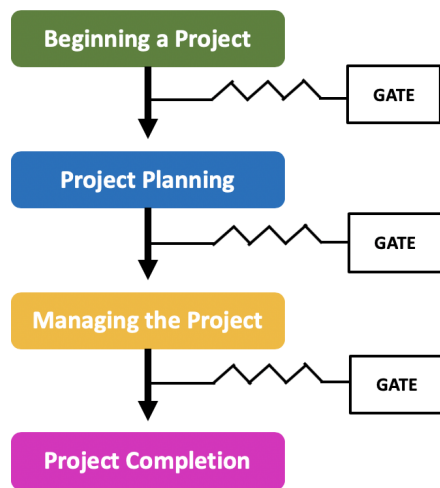 Beginning a Project
GATE
Project Planning
GATE
Managing the Project
GATE
Project Completion